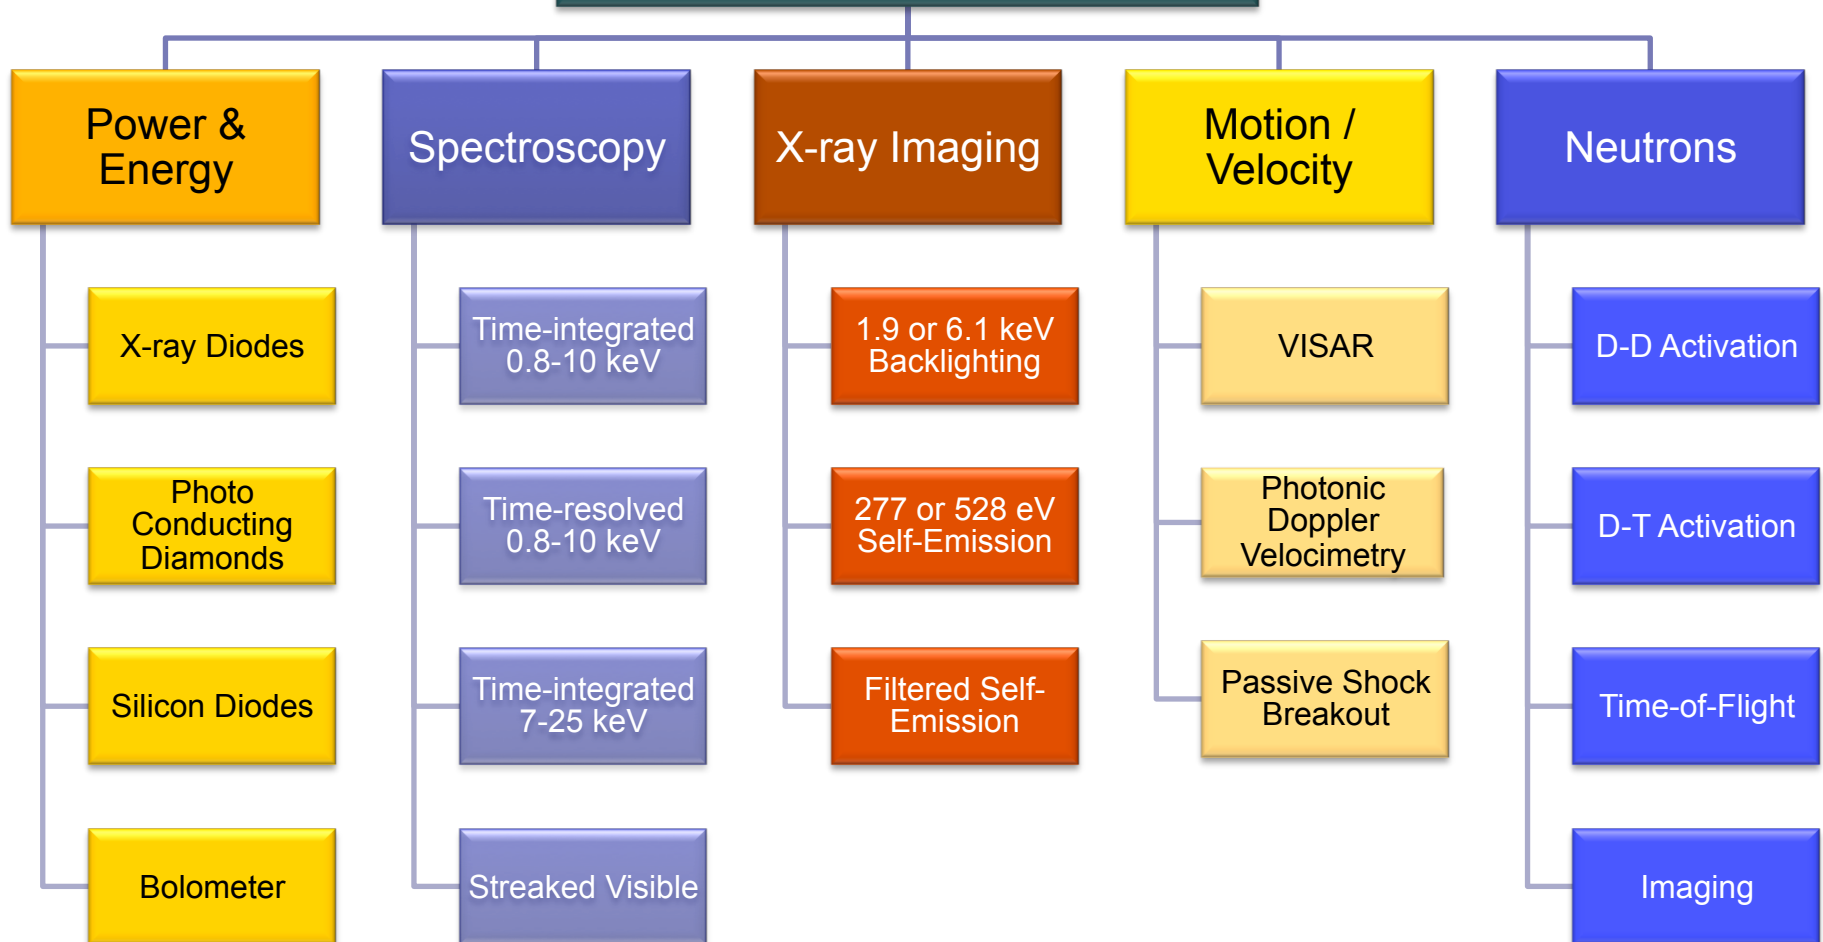 Power &
Energy
Spectroscopy
X-ray Imaging
Motion /
Velocity
Neutrons
X-ray Diodes
Photo
Conducting
Diamonds
Silicon Diodes
Bolometer
Time-integrated
0.8-10 keV
Time-resolved
0.8-10 keV
Time-integrated
7-25 keV
Streaked Visible
1.9 or 6.1 keV
Backlighting
277 or 528 eV
Self-Emission
Filtered Self-
Emission
VISAR
Photonic
Doppler
Velocimetry
Passive Shock
Breakout
D-D Activation
D-T Activation
Time-of-Flight
Imaging